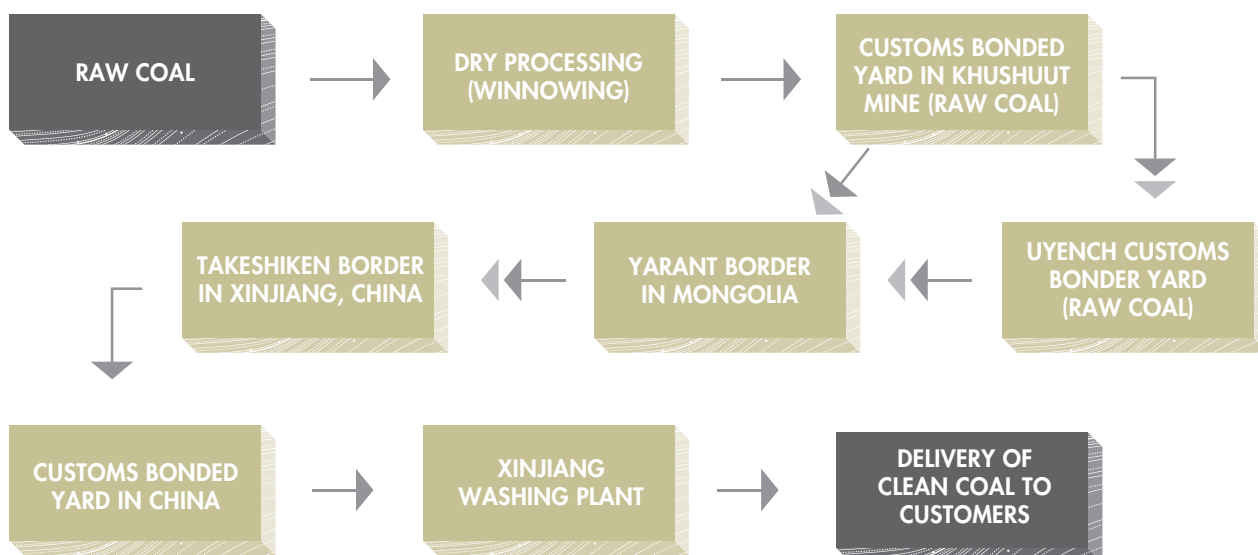 RAW COAL
DRY PROCESSING
(WINNOWING)
CUSTOMS BONDED
YARD IN KHUSHUUT
MINE (RAW COAL)
UYENCH CUSTOMS
BONDER YARD
(RAW COAL)
YARANT BORDER
IN MONGOLIA
TAKESHIKEN BORDER
IN XINJIANG, CHINA
CUSTOMS BONDED
YARD IN CHINA
XINJIANG
WASHING PLANT
DELIVERY OF
CLEAN COAL TO
CUSTOMERS